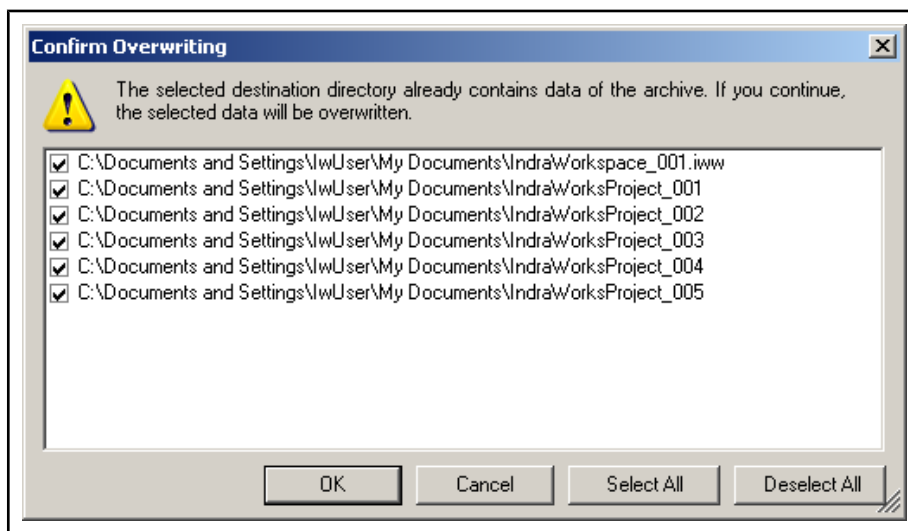 Confirm Overwriting
The selected destination directory already contains data of the archive. If you continue,
the selected data will be overwritten.
C:\Documents and Settings\IwUser\My Documents\IndraWorkspace_001.iww
C:\Documents and Settings\IwUser\My Documents\IndraWorksProject_001
C:\Documents and Settings\IwUser\My Documents\IndraWorksProject_002
C:\Documents and Settings\IwUser\My Documents\IndraWorksProject_003
C:\Documents and Settings\IwUser\My Documents\IndraWorksProject_004
C:\Documents and Settings\IwUser\My Documents\IndraWorksProject_005
OK Cancel Select All Deselect All